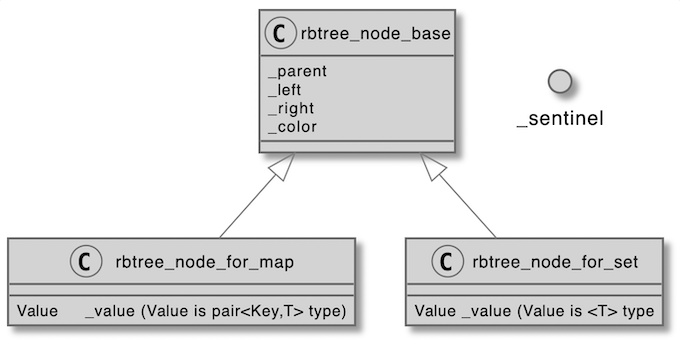 C rbtree_node_base
_parent
_left
_right
_color
_sentinel
C rbtree_node_for_map
Value _value (Value is pair<Key,T> type)
C rbtree_node_for_set
Value _value (Value is <T> type